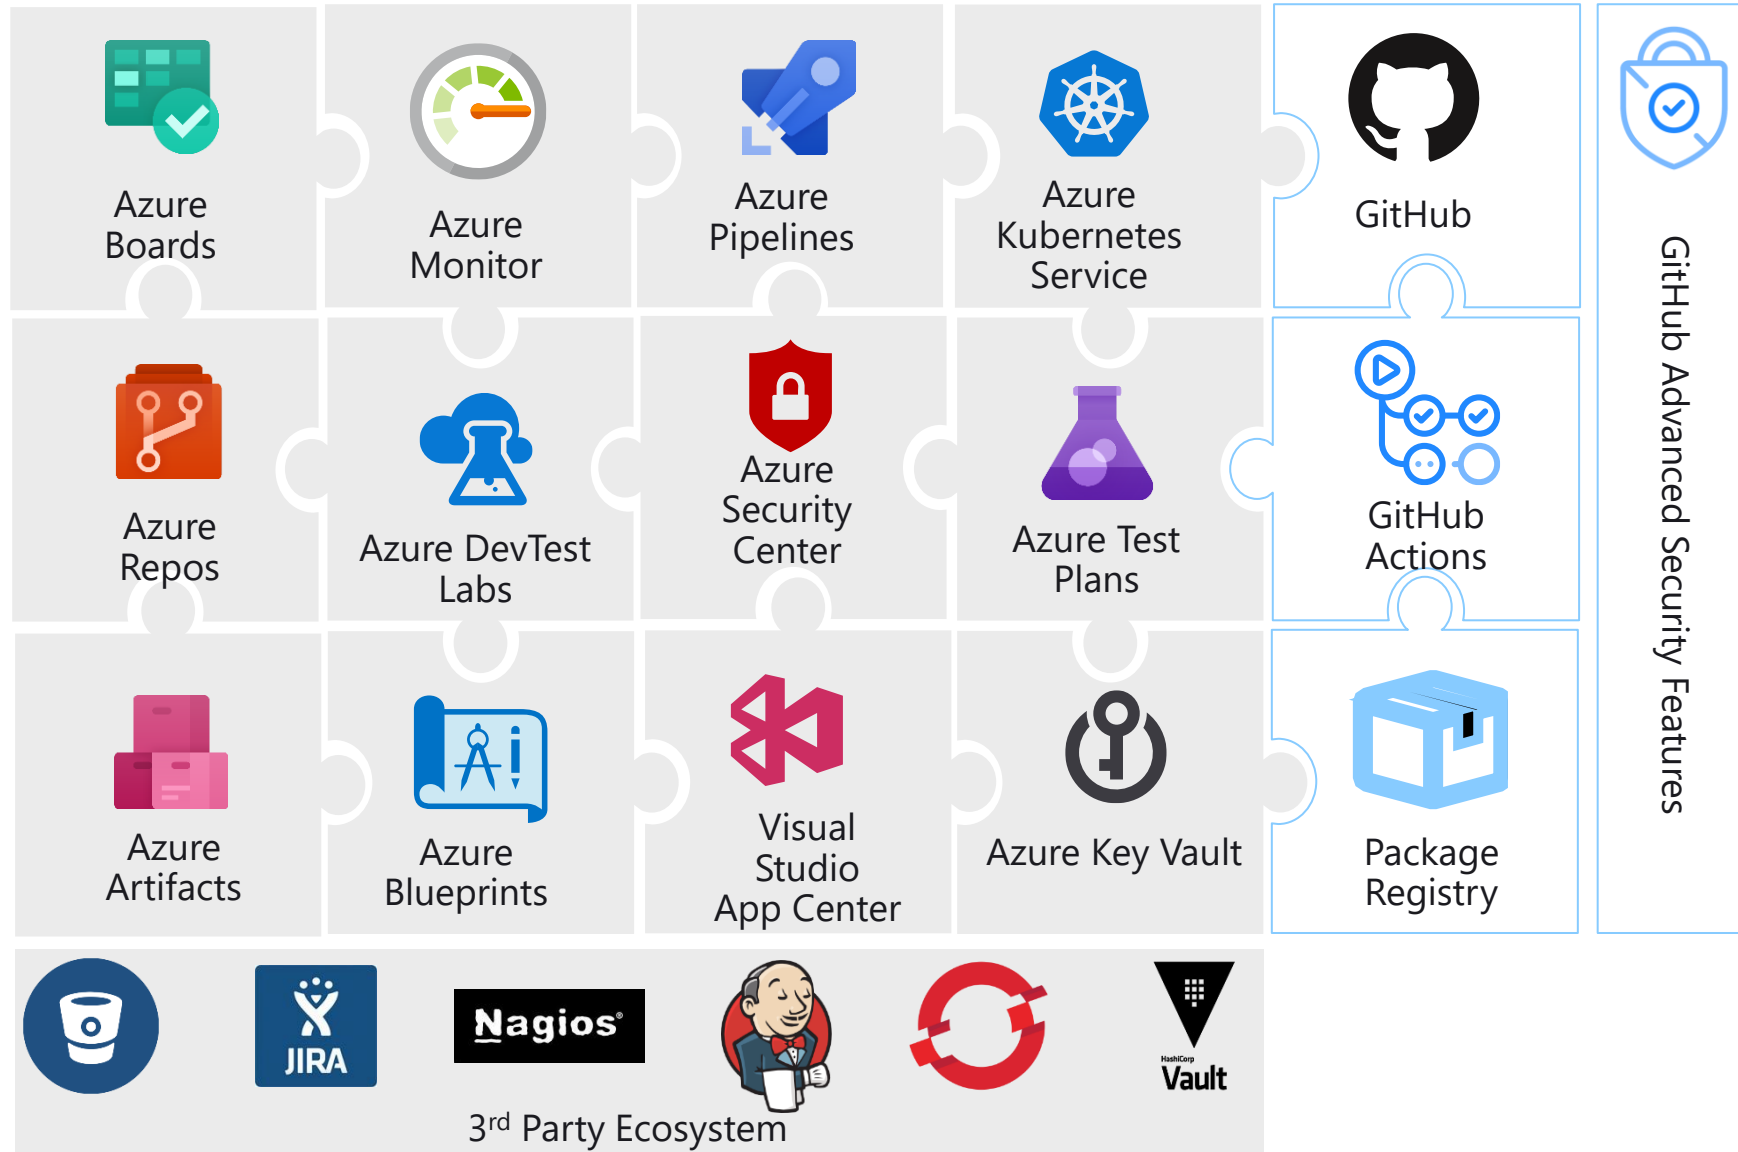 Azure
Boards
Azure
Monitor
Azure
Pipelines
Azure
Kubernetes
Service
GitHub
GitHub Advanced Security Features
Azure
Repos
Azure DevTest
Labs
Azure
Security
Center
Azure Test
Plans
GitHub
Actions
Azure
Artifacts
Azure
Blueprints
Visual
Studio
App Center
Azure Key Vault
Package
Registry
JIRA
Nagios®
HashiCorp
Vault
3rd Party Ecosystem